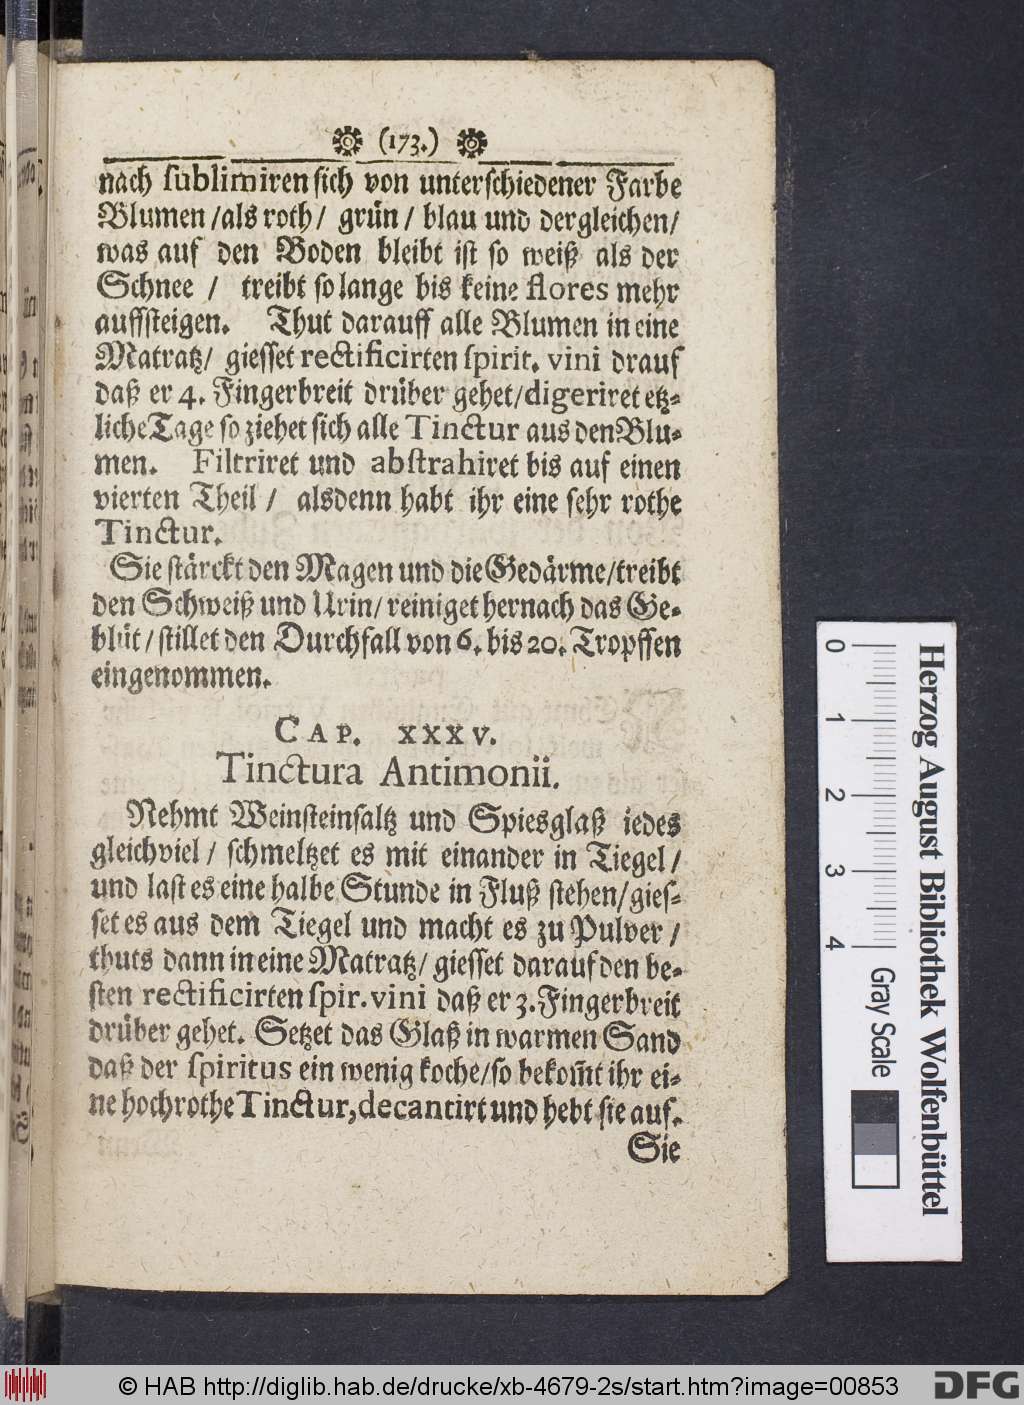 (173.)
nach ſublimiren ſich von unterſchiedener Farbe
Blumen / als roth / grün / blau und dergleichen /
was auf den Boden bleibt iſt ſo weiß als der
Schnee / treibt ſo lange bis keine flores mehr
auffſteigen. Thut darauff alle Blumen in eine
Matratz / gieſſet rectificirten ſpirit. vini drauf
daß er 4. Fingerbreit drüber gehet / digeriret etz-
liche Tage ſo ziehet ſich alle Tinctur aus den Blu-
men. Filtriret und abſtrahiret bis auf einen
vierten Theil / alsdenn habt ihr eine ſehr rothe
Tinctur.
Sie ſtärckt den Magen und die Gedärme / treibt
den Schweiß und Urin / reiniget hernach das Ge-
blüt / ſtillet den Durchfall von 6. bis 20. Tropffen
eingenommen.
CAP. XXXV.
Tinctura Antimonii.
Nehmt Weinſteinſaltz und Spiesglaß iedes
gleichviel / ſchmeltzet es mit einander in Tiegel /
und laſt es eine halbe Stunde in Fluß ſtehen / gieſ-
ſet es aus dem Tiegel und macht es zu Pulver /
thuts dann in eine Matratz / gieſſet darauf den be-
ſten rectificirten ſpir. vini daß er 3. Fingerbreit
drüber gehet. Setzet das Glaß in warmen Sand
daß der ſpiritus ein wenig koche / ſo bekom̃t ihr ei-
ne hochrothe Tinctur, decantirt und hebt ſie auf.
Sie
0 1 2 3 4
Herzog August Bibliothek Wolfenbüttel
Gray Scale
© HAB http://diglib.hab.de/drucke/xb-4679-2s/start.htm?image=00853
DFG